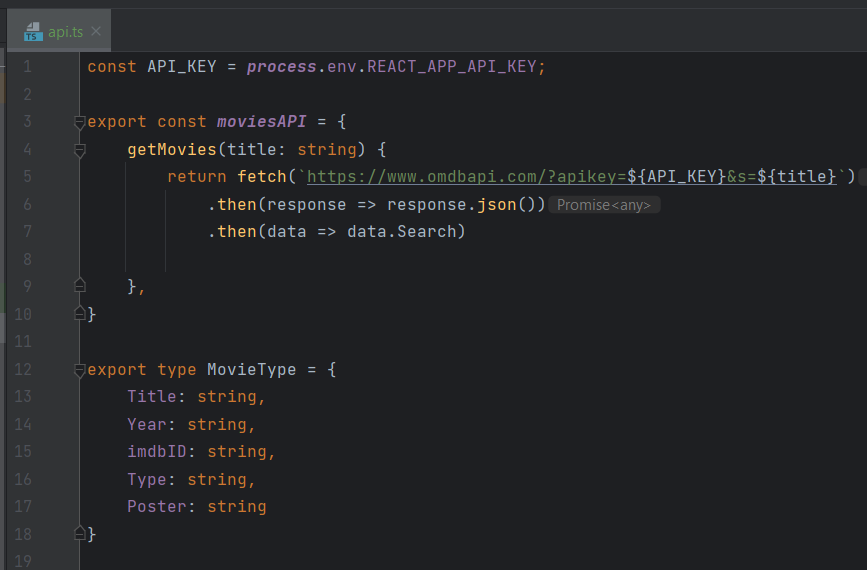 TS api.ts
1 const API_KEY = process.env.REACT_APP_API_KEY;
2
3 export const moviesAPI = {
4     getMovies(title: string) {
5         return fetch(`https://www.omdbapi.com/?apikey=${API_KEY}&s=${title}`)
6             .then(response => response.json()) Promise<any>
7             .then(data => data.Search)
8
9     },
10 }
11
12 export type MovieType = {
13     Title: string,
14     Year: string,
15     imdbID: string,
16     Type: string,
17     Poster: string
18 }
19